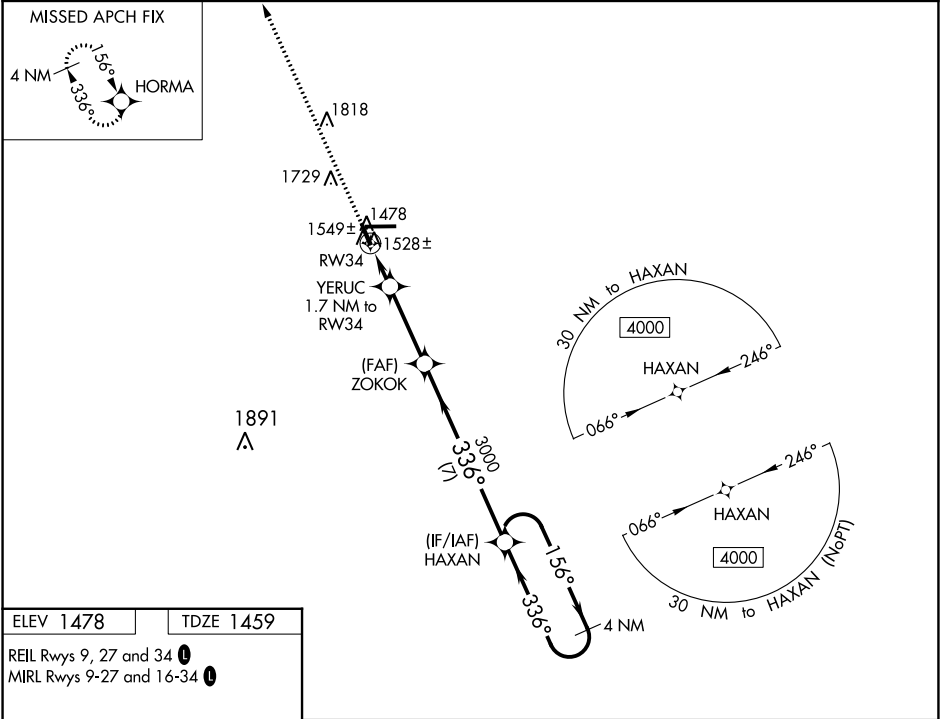 MISSED APCH FIX
4 NM
156°
336°
HORMA
1818
1729
1478
1549±
1528±
RW34
YERUC
1.7 NM to
RW34
(FAF)
ZOKOK
1891
3000
336°
(7)
(IF/IAF)
HAXAN
156°
336°
4 NM
30 NM to HAXAN
4000
HAXAN
246°
066°
246°
066°
HAXAN
4000
30 NM to HAXAN (NoPT)
ELEV 1478
TDZE 1459
REIL Rwys 9, 27 and 34 L
MIRL Rwys 9-27 and 16-34 L